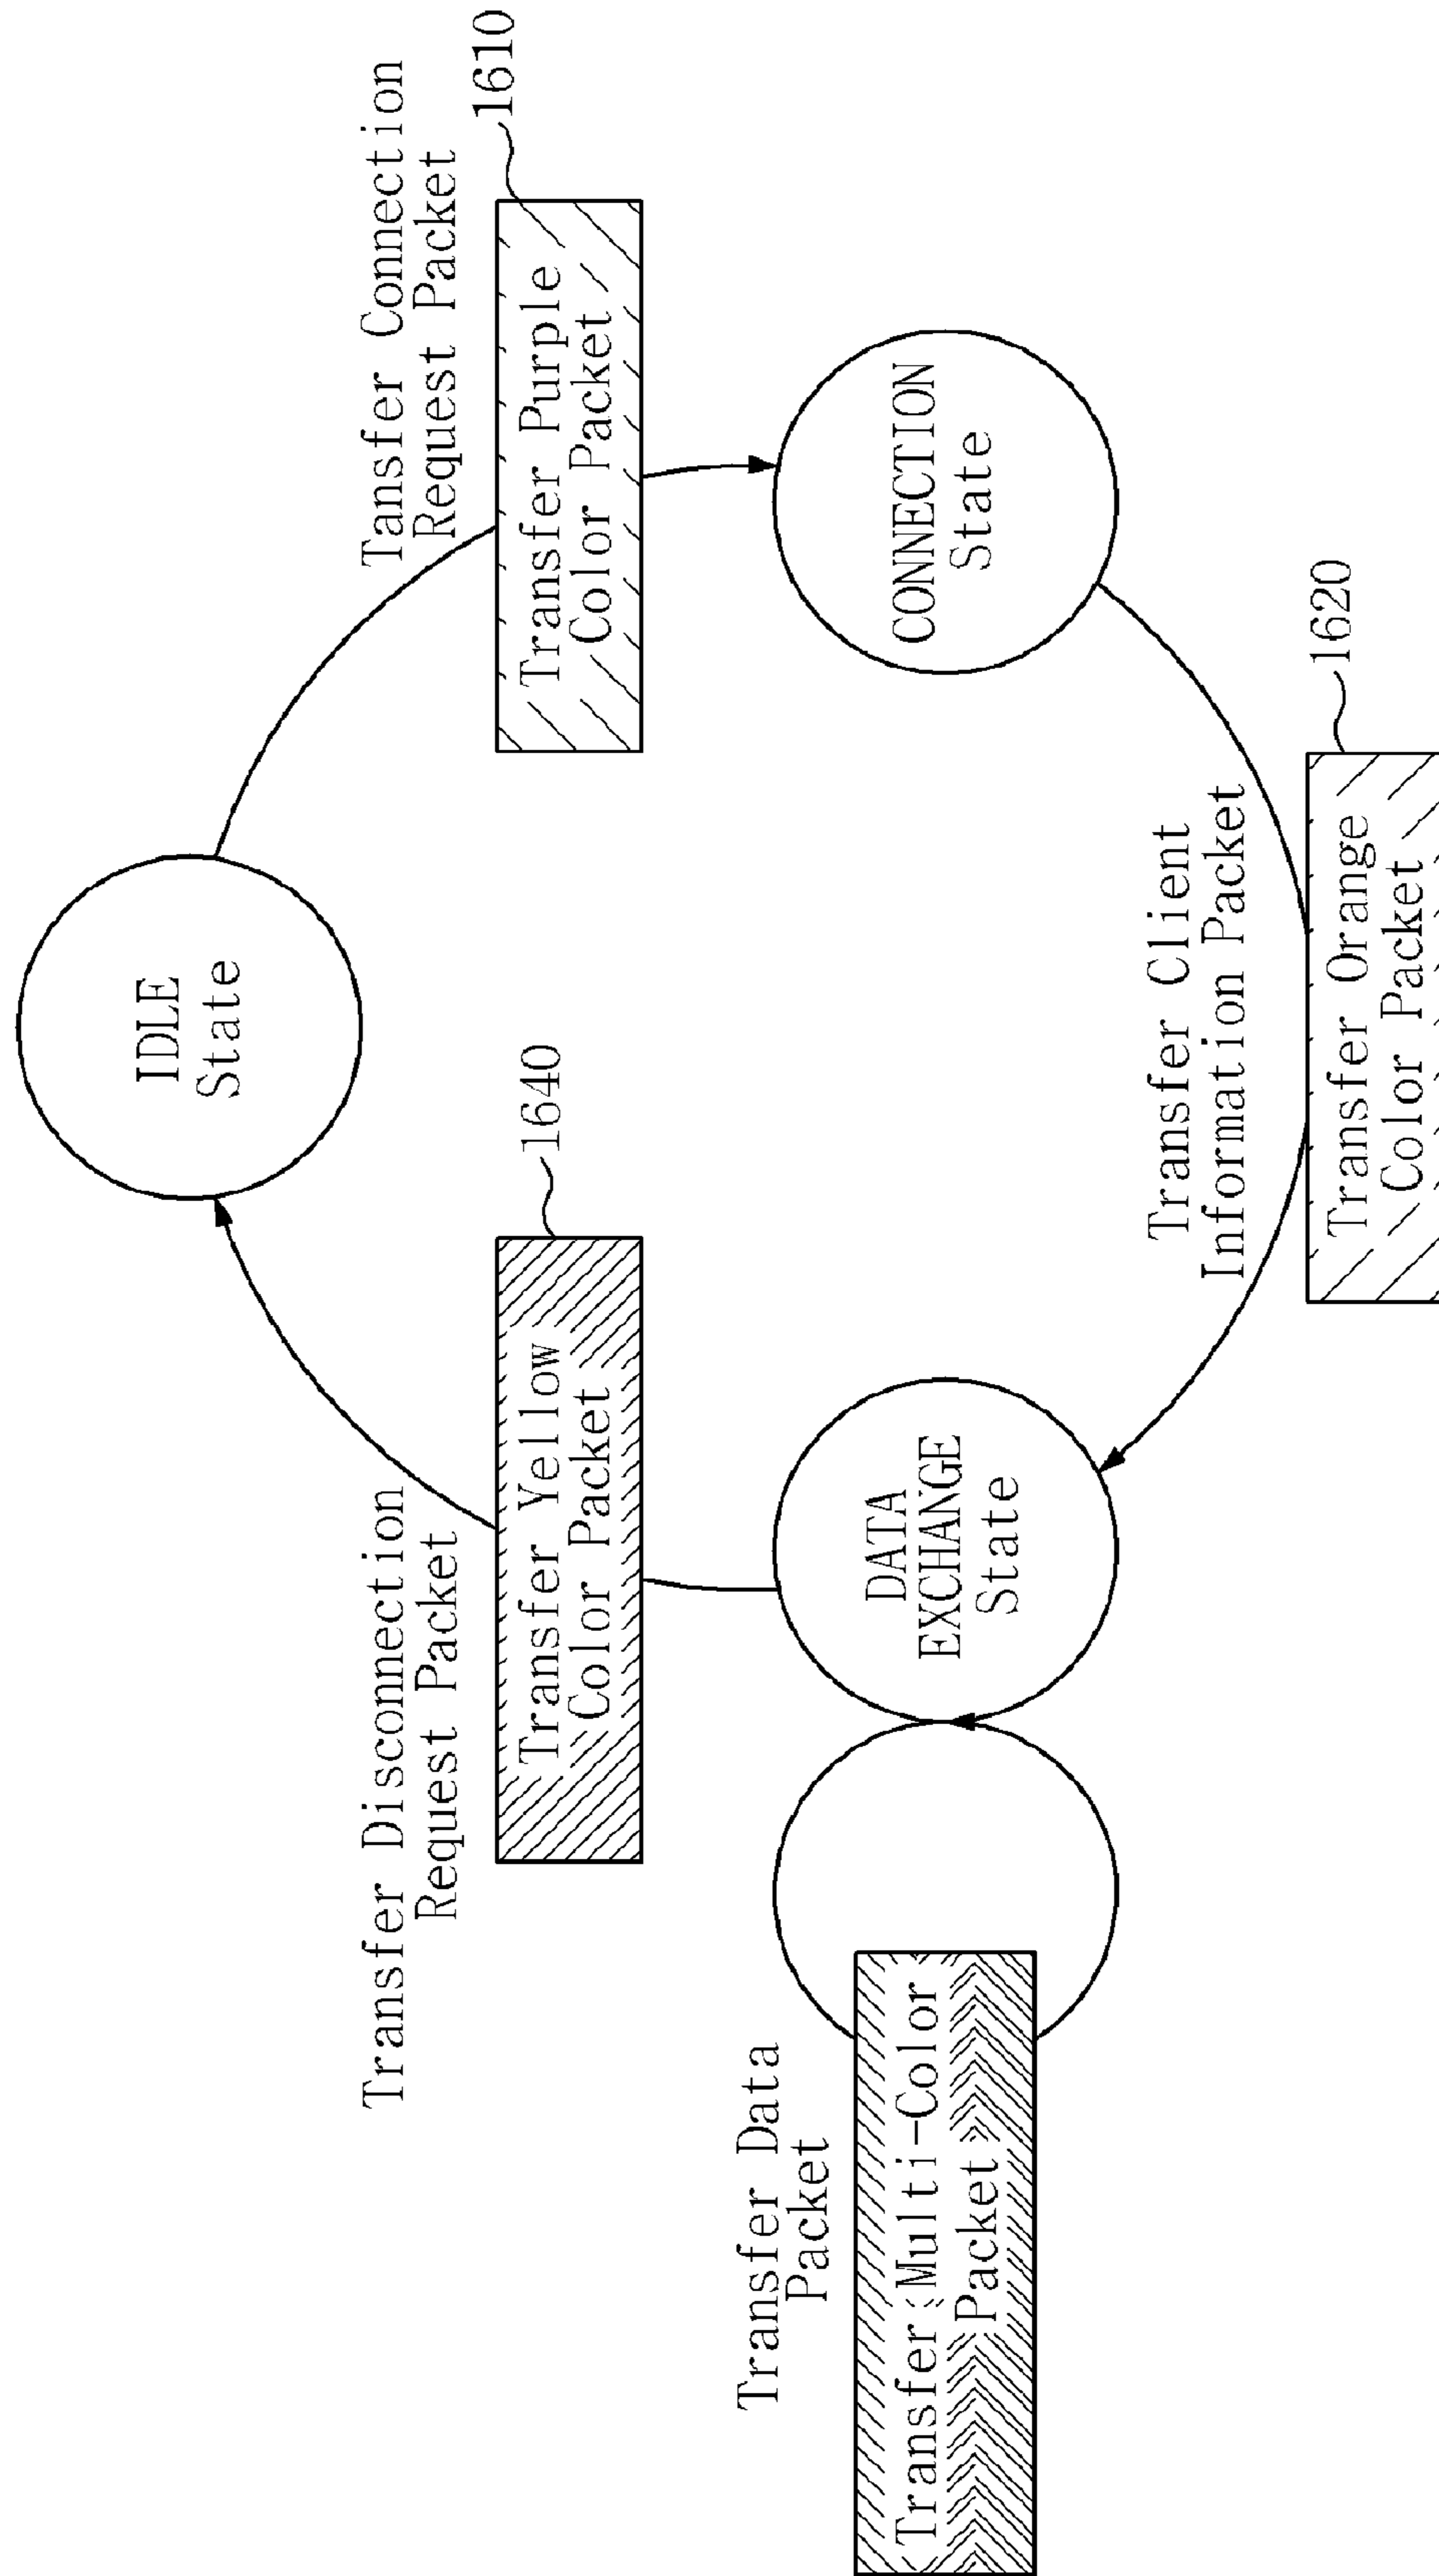 IDLE
State
Tansfer Connection
Request Packet
1610
Transfer Purple
Color Packet
CONNECTION
State
1620
Transfer Client
Information Packet
Transfer Orange
Color Packet
DATA
EXCHANGE
State
Transfer Data
Packet
Transfer Multi-Color
Packet
Transfer Disconnection
Request Packet
1640
Transfer Yellow
Color Packet